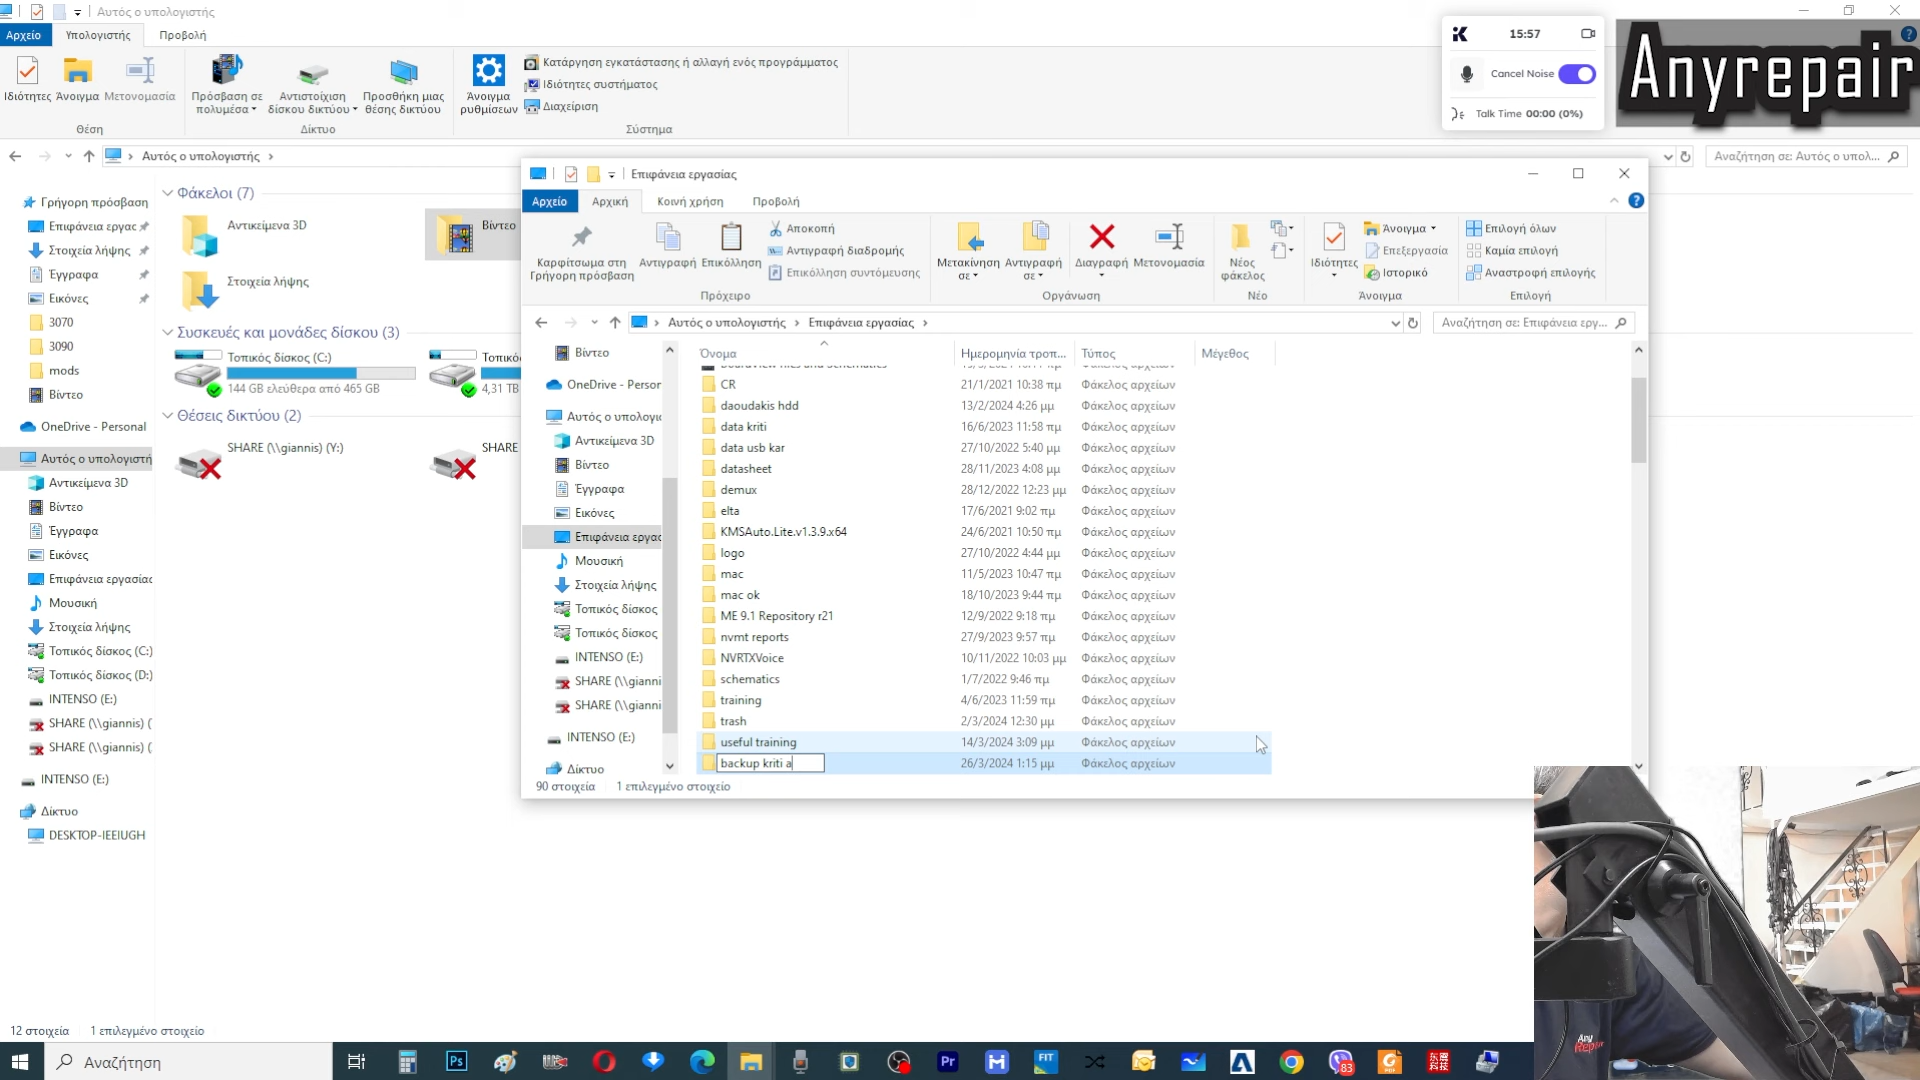 Αυτός ο υπολογιστής
Αρχείο Υπολογιστής Προβολή
Ιδιότητες Άνοιγμα Μετονομασία
Πρόσβαση σε πολυμέσα
Αντιστοίχιση δίσκου δικτύου
Προσθήκη μιας θέσης δικτύου
Άνοιγμα ρυθμίσεων
Κατάργηση εγκατάστασης ή αλλαγή ενός προγράμματος
Ιδιότητες συστήματος
Διαχείριση
Θέση Δίκτυο Σύστημα
15:57
Cancel Noise
Talk Time 00:00 (0%)
Anyrepair
Αυτός ο υπολογιστής
Αναζήτηση σε: Αυτός ο υπολ...
Γρήγορη πρόσβαση
Επιφάνεια εργας
Στοιχεία λήψης
Έγγραφα
Εικόνες
3070
3090
mods
Βίντεο
OneDrive - Personal
Αυτός ο υπολογιστή
Αντικείμενα 3D
Βίντεο
Έγγραφα
Εικόνες
Επιφάνεια εργασίας
Μουσική
Στοιχεία λήψης
Τοπικός δίσκος (C:)
Τοπικός δίσκος (D:)
INTENSO (E:)
SHARE (\\giannis) (
SHARE (\\giannis) (
INTENSO (E:)
Δίκτυο
DESKTOP-IEEIUGH
Φάκελοι (7)
Αντικείμενα 3D
Βίντεο
Στοιχεία λήψης
Συσκευές και μονάδες δίσκου (3)
Τοπικός δίσκος (C:)
144 GB ελεύθερα από 465 GB
Τοπικό
4,31 TB
Θέσεις δικτύου (2)
SHARE (\\giannis) (Y:)
SHARE
Επιφάνεια εργασίας
Αρχείο Αρχική Κοινή χρήση Προβολή
Καρφίτσωμα στη Γρήγορη πρόσβαση
Αντιγραφή Επικόλληση
Αποκοπή
Αντιγραφή διαδρομής
Επικόλληση συντόμευσης
Μετακίνηση σε
Αντιγραφή σε
Διαγραφή Μετονομασία
Νέος φάκελος
Ιδιότητες
Άνοιγμα
Επεξεργασία
Ιστορικό
Επιλογή όλων
Καμία επιλογή
Αναστροφή επιλογής
Πρόχειρο Οργάνωση Νέο Άνοιγμα Επιλογή
Αυτός ο υπολογιστής Επιφάνεια εργασίας
Αναζήτηση σε: Επιφάνεια εργ...
Βίντεο
OneDrive - Person
Αυτός ο υπολογισ
Αντικείμενα 3D
Βίντεο
Έγγραφα
Εικόνες
Επιφάνεια εργασ
Μουσική
Στοιχεία λήψης
Τοπικός δίσκος
Τοπικός δίσκος
INTENSO (E:)
SHARE (\\gianni
SHARE (\\gianni
INTENSO (E:)
Δίκτυο
Όνομα Ημερομηνία τροπ... Τύπος Μέγεθος
CR 21/1/2021 10:38 πμ Φάκελος αρχείων
daoudakis hdd 13/2/2024 4:26 μμ Φάκελος αρχείων
data kriti 16/6/2023 11:58 πμ Φάκελος αρχείων
data usb kar 27/10/2022 5:40 μμ Φάκελος αρχείων
datasheet 28/11/2023 4:08 μμ Φάκελος αρχείων
demux 28/12/2022 12:23 μμ Φάκελος αρχείων
elta 17/6/2021 9:02 πμ Φάκελος αρχείων
KMSAuto.Lite.v1.3.9.x64 24/6/2021 10:50 πμ Φάκελος αρχείων
logo 27/10/2022 4:44 μμ Φάκελος αρχείων
mac 11/5/2023 10:47 πμ Φάκελος αρχείων
mac ok 18/10/2023 9:44 πμ Φάκελος αρχείων
ME 9.1 Repository r21 12/9/2022 9:18 πμ Φάκελος αρχείων
nvmt reports 27/9/2023 9:57 πμ Φάκελος αρχείων
NVRTXVoice 10/11/2022 10:03 μμ Φάκελος αρχείων
schematics 1/7/2022 9:46 πμ Φάκελος αρχείων
training 4/6/2023 11:59 πμ Φάκελος αρχείων
trash 2/3/2024 12:30 μμ Φάκελος αρχείων
useful training 14/3/2024 3:09 μμ Φάκελος αρχείων
backup kriti a 26/3/2024 1:15 μμ Φάκελος αρχείων
90 στοιχεία 1 επιλεγμένο στοιχείο
Any
Repair
12 στοιχεία 1 επιλεγμένο στοιχείο
Αναζήτηση
Ps
Pr
FIT
83